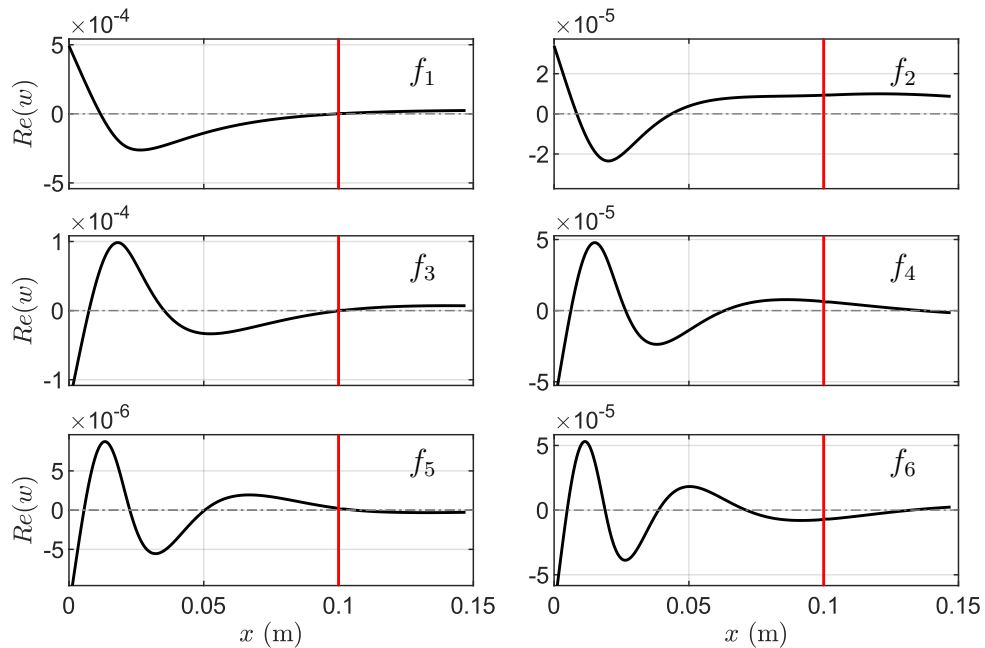 ×10⁻⁴ ×10⁻⁵
5 0 -5 Re(w) f₁
2 0 -2 f₂
×10⁻⁴ ×10⁻⁵
1 0 -1 Re(w) f₃
5 0 -5 f₄
×10⁻⁶ ×10⁻⁵
5 0 -5 Re(w) f₅
5 0 -5 f₆
0 0.05 0.1 0.15 0 0.05 0.1 0.15
x (m) x (m)